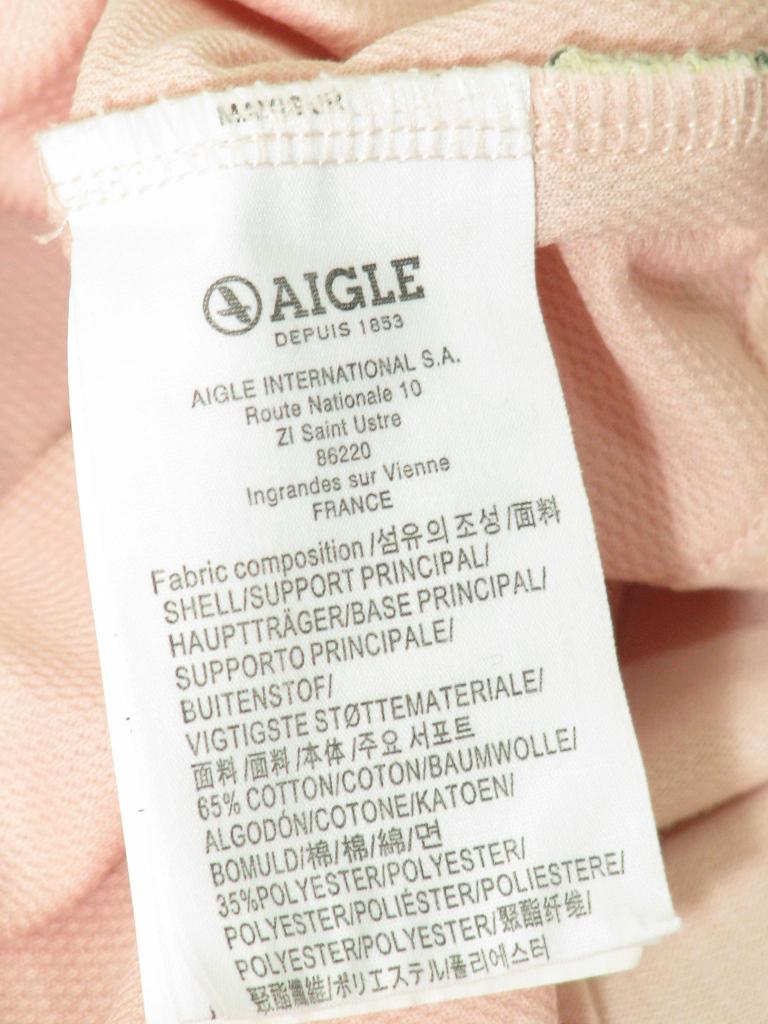 AIGLE
DEPUIS 1853
AIGLE INTERNATIONAL S.A.
Route Nationale 10
ZI Saint Ustre
86220
Ingrandes sur Vienne
FRANCE
Fabric composition /섬유의 조성 /面料
SHELL/SUPPORT PRINCIPAL/
HAUPTTRÄGER/BASE PRINCIPAL/
SUPPORTO PRINCIPALE/
BUITENSTOF/
VIGTIGSTE STØTTEMATERIALE/
面料 /面料 /本体 /주요 서포트
65% COTTON/COTON/BAUMWOLLE/
ALGODÓN/COTONE/KATOEN/
BOMULD/棉/棉/綿/면
35%POLYESTER/POLYESTER/
POLYESTER/POLIÉSTER/POLIESTERE/
POLYESTER/POLYESTER/聚酯纤维/
聚酯纖維/ポリエステル/폴리에스터